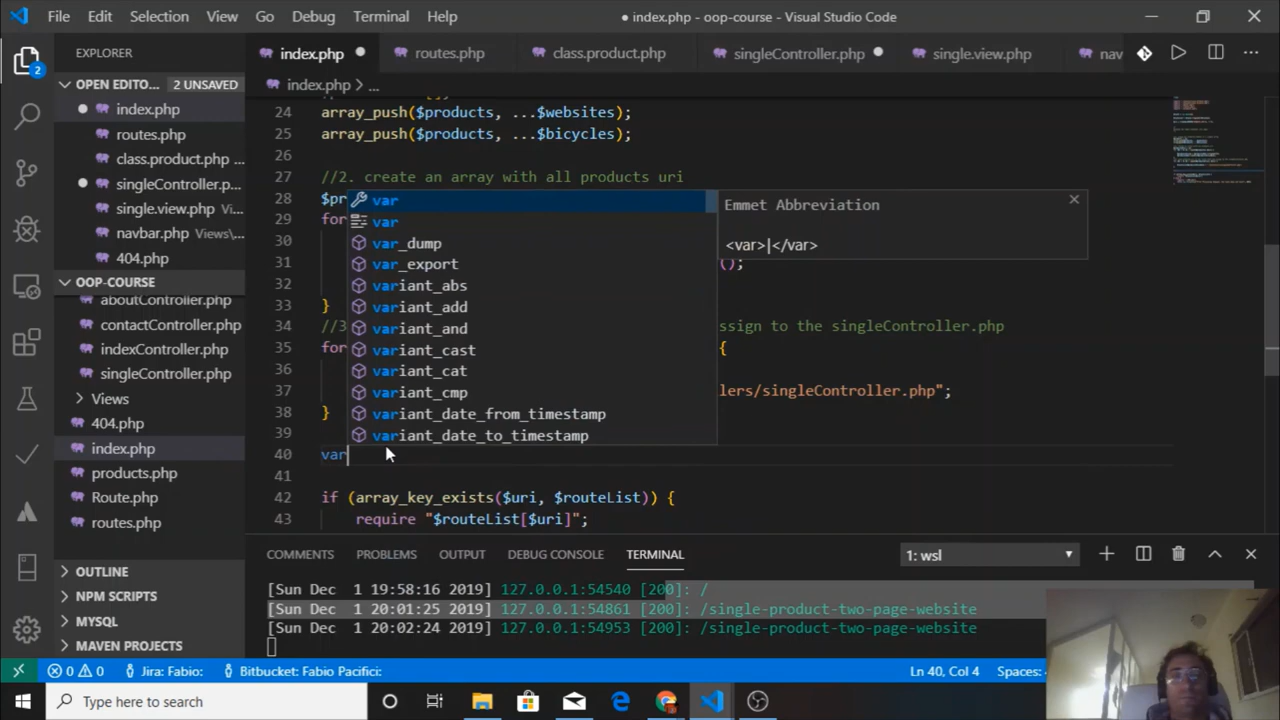 File Edit Selection View Go Debug Terminal Help
● index.php - oop-course - Visual Studio Code
EXPLORER
OPEN EDITO... 2 UNSAVED
2
index.php
routes.php
class.product.php ...
singleController.p...
single.view.php Vi...
navbar.php Views\...
404.php
OOP-COURSE
aboutController.php
contactController.php
indexController.php
singleController.php
Views
404.php
index.php
products.php
Route.php
routes.php
OUTLINE
NPM SCRIPTS
MYSQL
MAVEN PROJECTS
index.php routes.php class.product.php singleController.php single.view.php nav
index.php > ...
24 array_push($products, ...$websites);
25 array_push($products, ...$bicycles);
26
27 //2. create an array with all products uri
28 $pr
29 for
30
31 ();
32
33 }
34 //3 ssign to the singleController.php
35 for {
36
37 lers/singleController.php";
38 }
39
40 var
41
42 if (array_key_exists($uri, $routeList)) {
43 require "$routeList[$uri]";
var
var
var_dump
var_export
variant_abs
variant_add
variant_and
variant_cast
variant_cat
variant_cmp
variant_date_from_timestamp
variant_date_to_timestamp
Emmet Abbreviation
<var>|</var>
COMMENTS PROBLEMS OUTPUT DEBUG CONSOLE TERMINAL 1: wsl
[Sun Dec 1 19:58:16 2019] 127.0.0.1:54540 [200]: /
[Sun Dec 1 20:01:25 2019] 127.0.0.1:54861 [200]: /single-product-two-page-website
[Sun Dec 1 20:02:24 2019] 127.0.0.1:54953 [200]: /single-product-two-page-website
0 0 Jira: Fabio: Bitbucket: Fabio Pacifici: Ln 40, Col 4 Spaces:
Type here to search